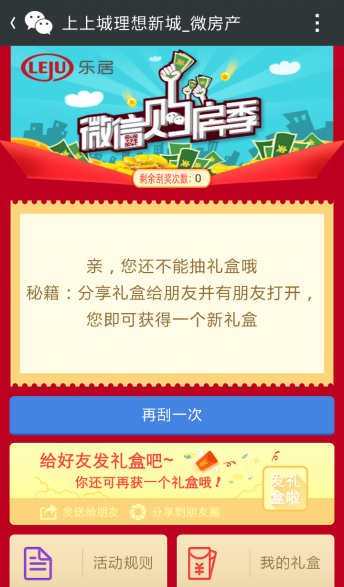 上上城理想新城_微房产
LEJU 乐居
微信购房季
剩余刮奖次数：0
亲，您还不能抽礼盒哦
秘籍：分享礼盒给朋友并有朋友打开，
您即可获得一个新礼盒
再刮一次
给好友发礼盒吧~
你还可再获一个礼盒哦！
发礼
盒啦
发送给朋友 分享到朋友圈
活动规则 我的礼盒